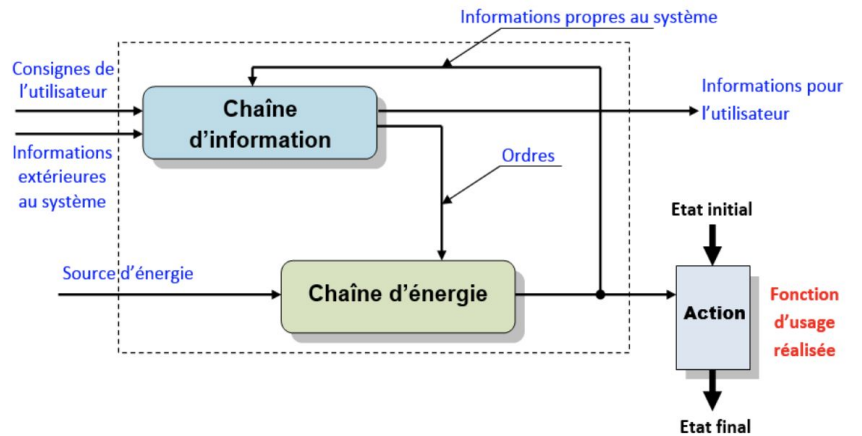 Informations propres au système
Consignes de
l'utilisateur
Informations pour
l'utilisateur
Chaîne
d'information
Informations
extérieures
au système
Ordres
Etat initial
Source d'énergie
Chaîne d'énergie
Action
Fonction
d'usage
réalisée
Etat final